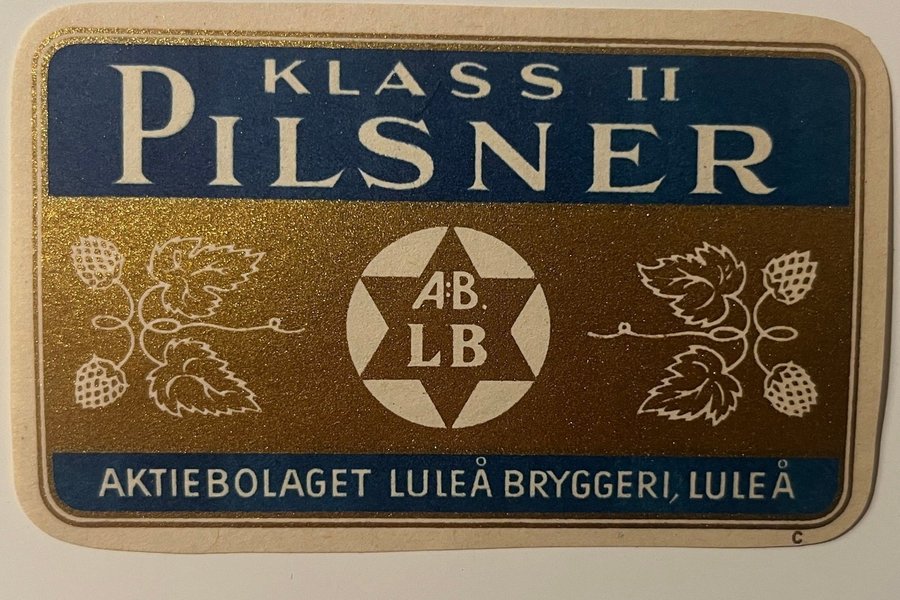 KLASS II
PILSNER
A:B.
LB
AKTIEBOLAGET LULEÅ BRYGGERI, LULEÅ
C